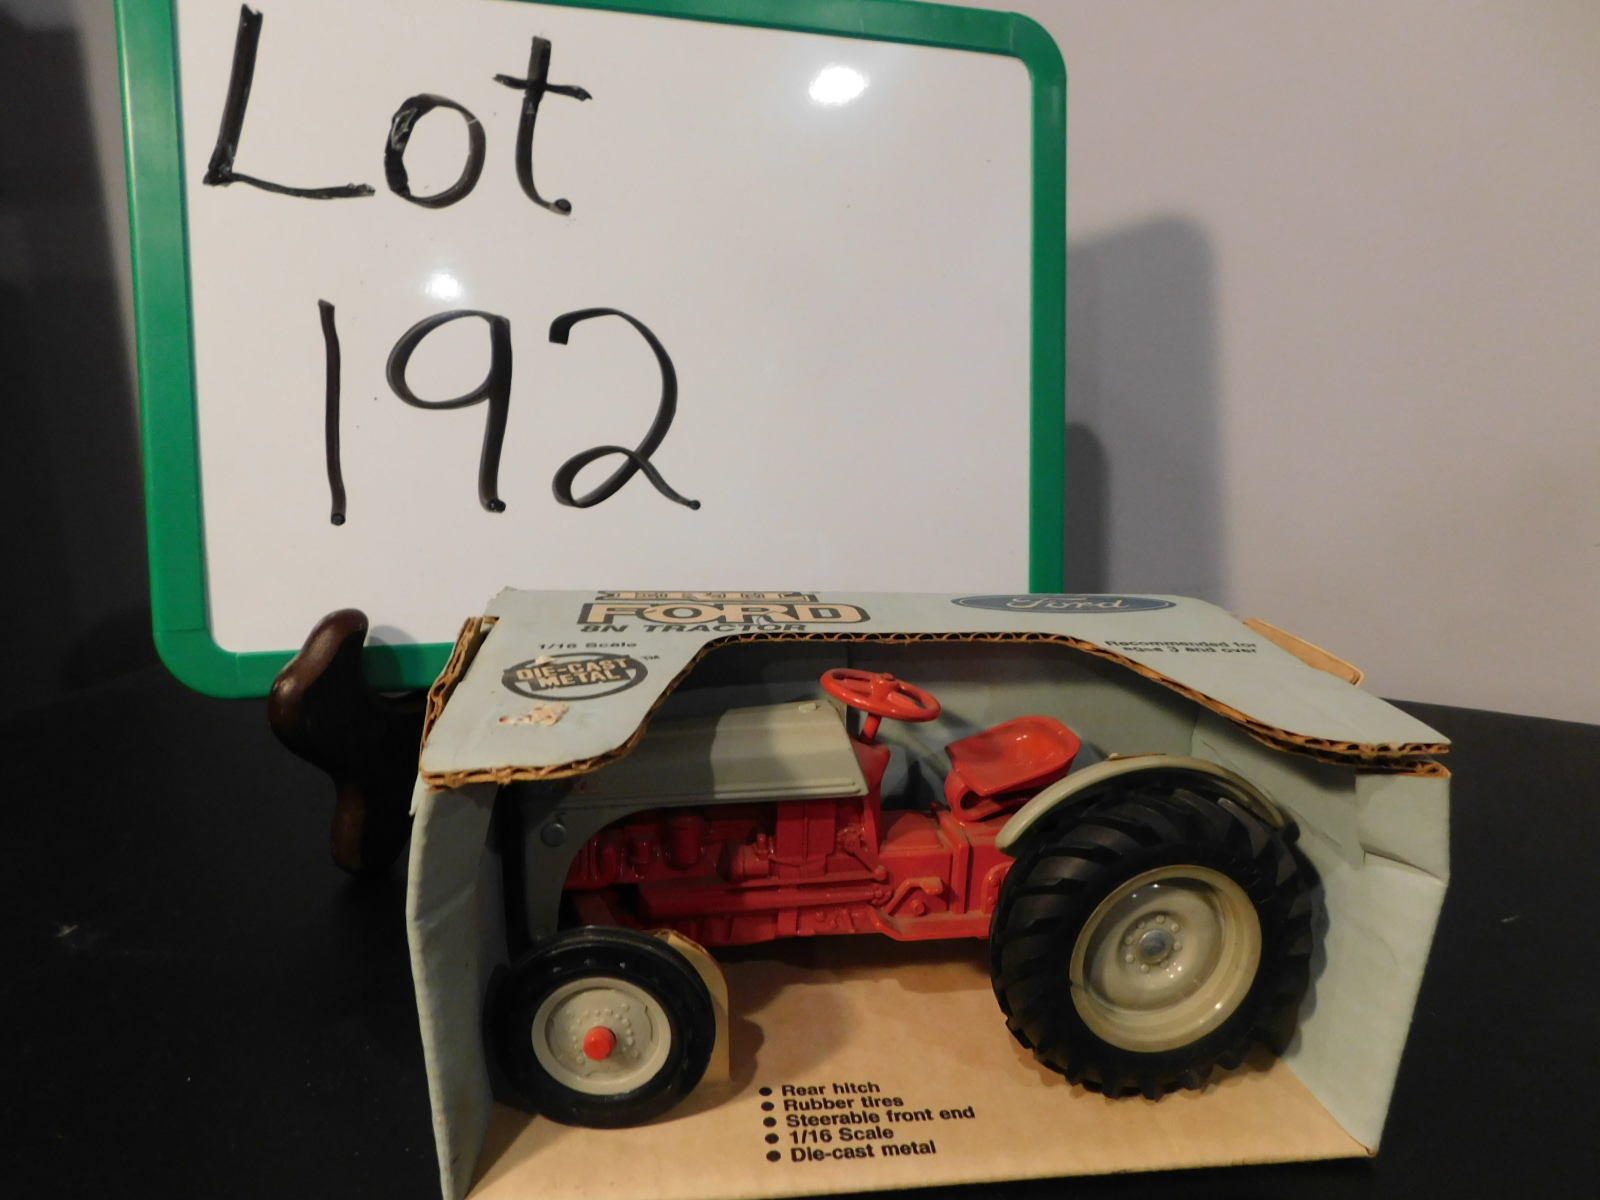 Lot
192
FORD
8N TRACTOR
1/16 Scale
DIE-CAST
METAL
TM
Ford
Recommended for
ages 3 and over
● Rear hitch
● Rubber tires
● Steerable front end
● 1/16 Scale
● Die-cast metal